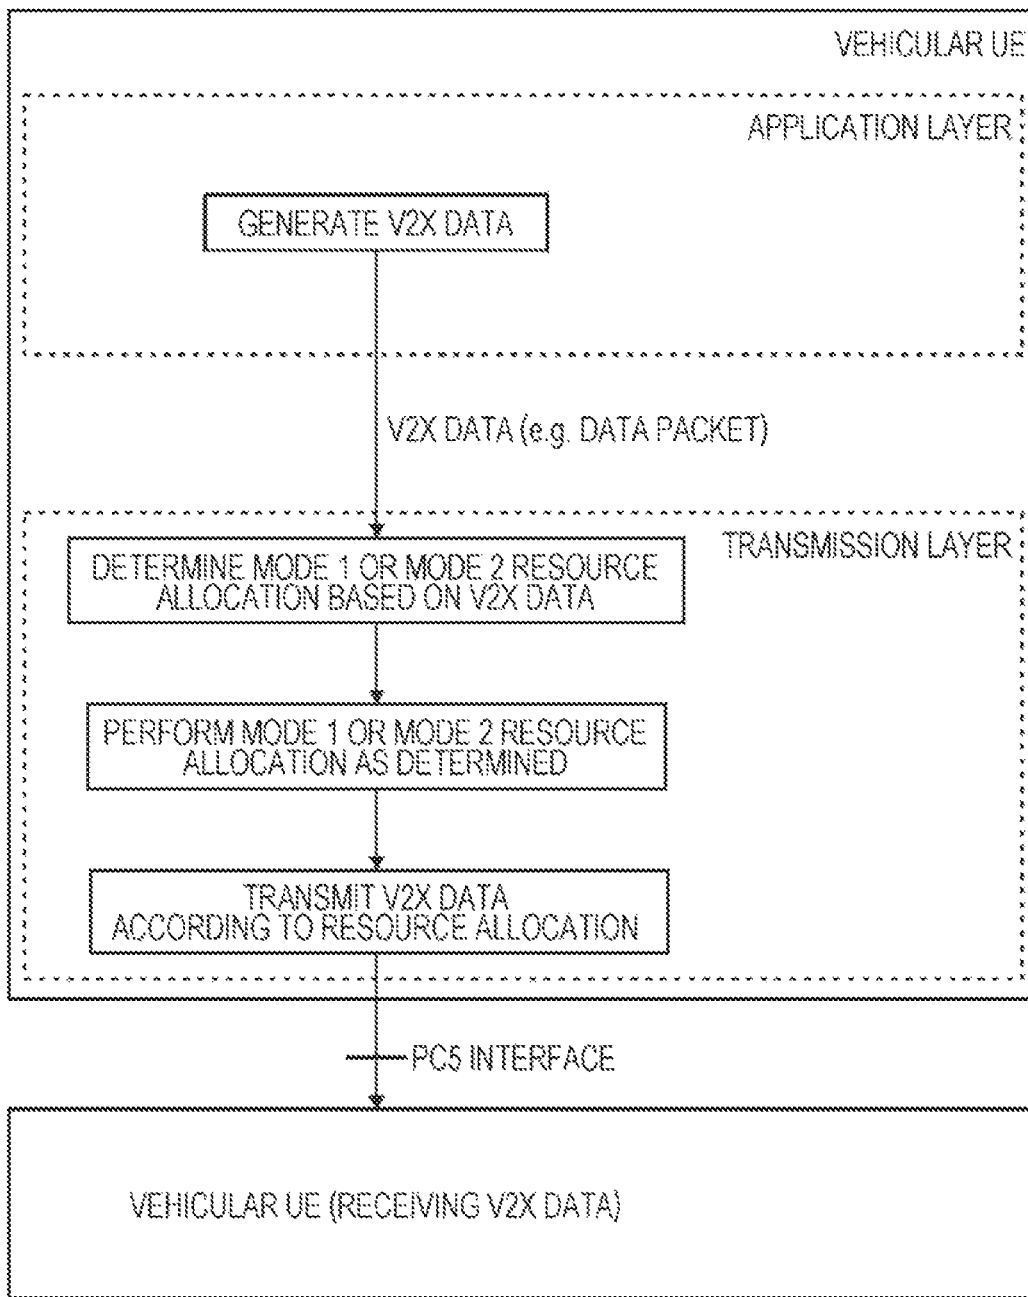 VEHICULAR UE
APPLICATION LAYER
GENERATE V2X DATA
V2X DATA (e.g. DATA PACKET)
TRANSMISSION LAYER
DETERMINE MODE 1 OR MODE 2 RESOURCE
ALLOCATION BASED ON V2X DATA
PERFORM MODE 1 OR MODE 2 RESOURCE
ALLOCATION AS DETERMINED
TRANSMIT V2X DATA
ACCORDING TO RESOURCE ALLOCATION
PC5 INTERFACE
VEHICULAR UE (RECEIVING V2X DATA)